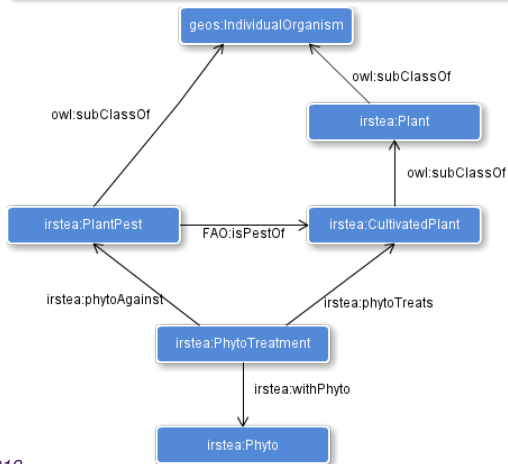 geos:IndividualOrganism
owl:subClassOf
irstea:Plant
owl:subClassOf
owl:subClassOf
irstea:PlantPest
FAO:isPestOf
irstea:CultivatedPlant
irstea:phytoAgainst
irstea:phytoTreats
irstea:PhytoTreatment
irstea:withPhyto
irstea:Phyto